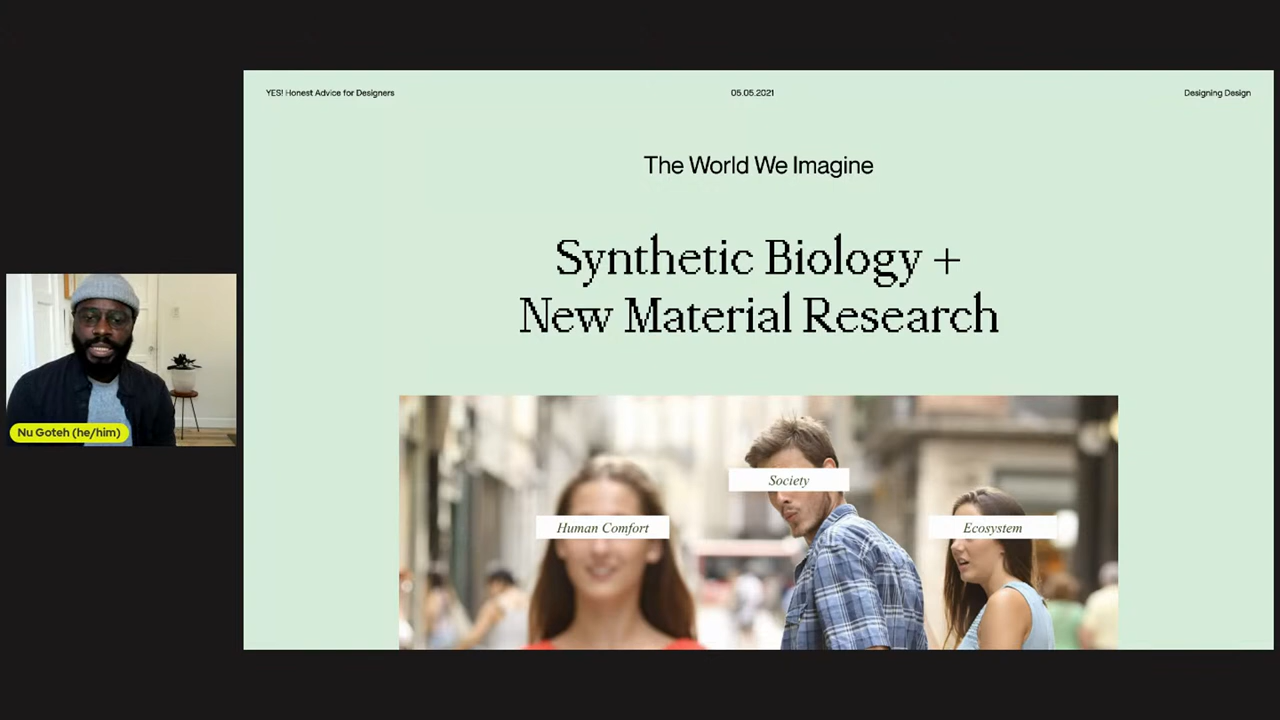 YES! Honest Advice for Designers
05.05.2021
Designing Design
The World We Imagine
Synthetic Biology +
New Material Research
Society
Human Comfort
Ecosystem
Nu Goteh (he/him)